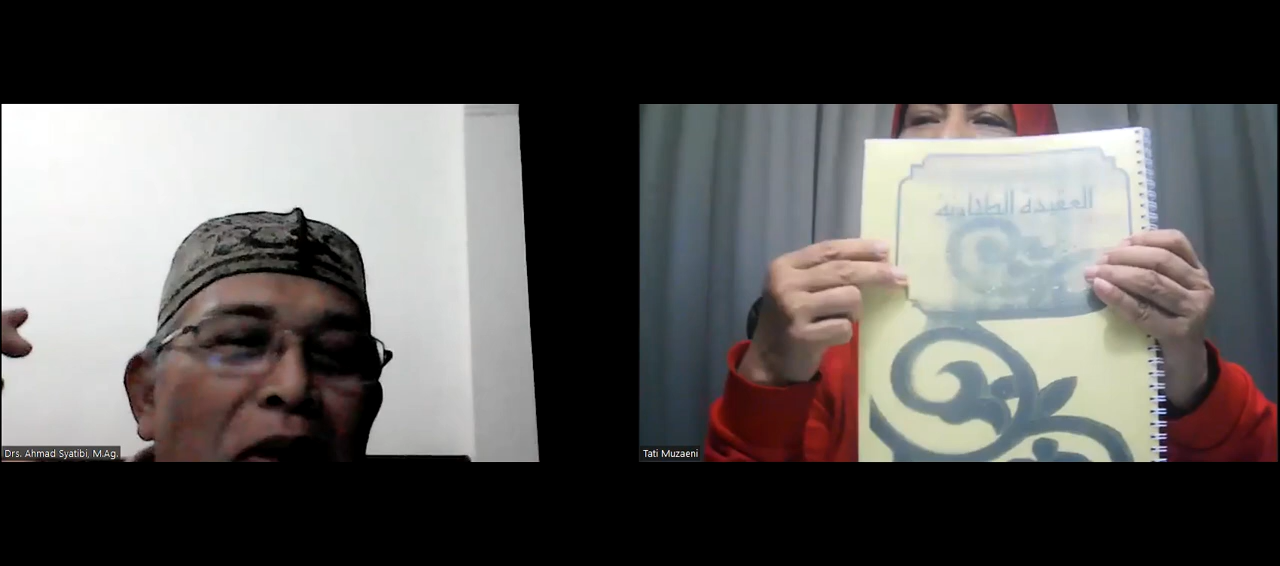 العقيدة الطحاوية
Drs. Ahmad Syatibi, M.Ag.
Tati Muzaeni